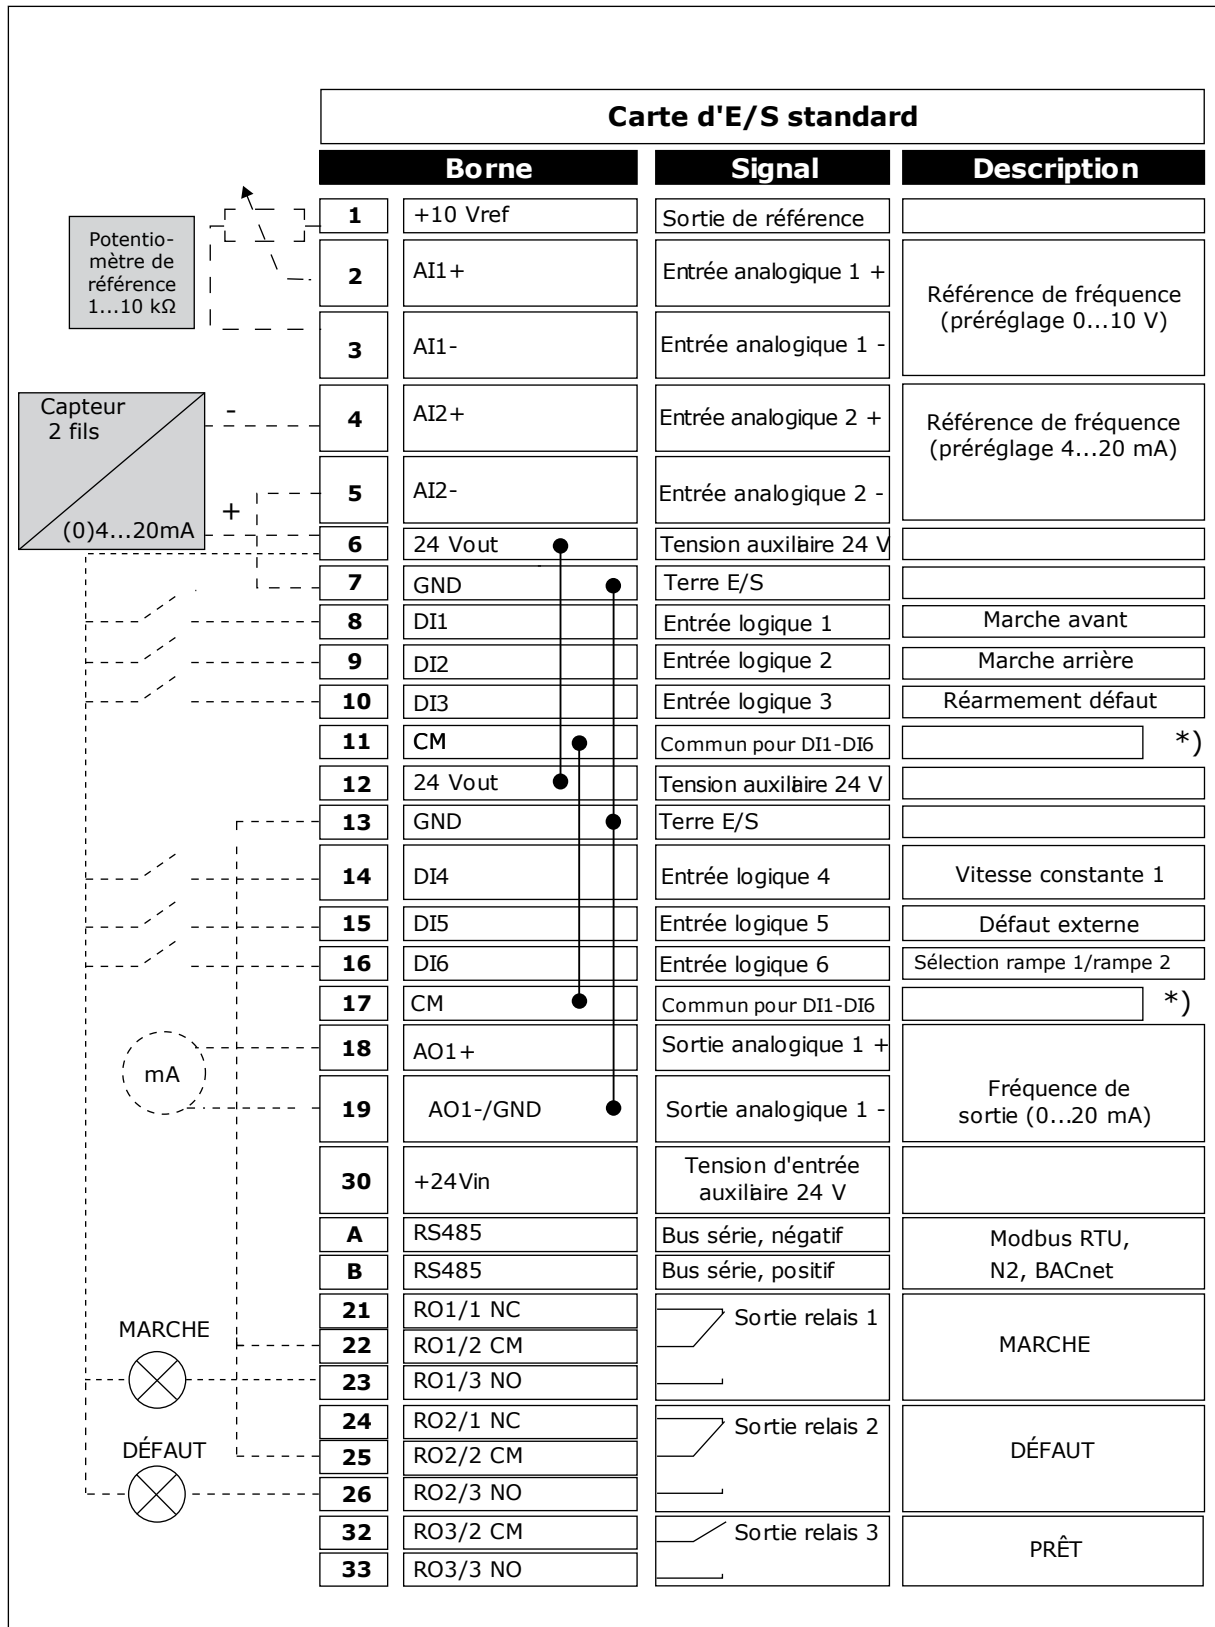 Carte d'E/S standard
Borne Signal Description
Potentio-
mètre de
référence
1...10 kΩ
1 +10 Vref Sortie de référence
2 AI1+ Entrée analogique 1 +
Référence de fréquence
(préréglage 0...10 V)
3 AI1- Entrée analogique 1 -
Capteur
2 fils
-
+
(0)4...20mA
4 AI2+ Entrée analogique 2 +
Référence de fréquence
(préréglage 4...20 mA)
5 AI2- Entrée analogique 2 -
6 24 Vout Tension auxiliaire 24 V
7 GND Terre E/S
8 DI1 Entrée logique 1 Marche avant
9 DI2 Entrée logique 2 Marche arrière
10 DI3 Entrée logique 3 Réarmement défaut
11 CM Commun pour DI1-DI6 *)
12 24 Vout Tension auxiliaire 24 V
13 GND Terre E/S
14 DI4 Entrée logique 4 Vitesse constante 1
15 DI5 Entrée logique 5 Défaut externe
16 DI6 Entrée logique 6 Sélection rampe 1/rampe 2
17 CM Commun pour DI1-DI6 *)
mA
18 AO1+ Sortie analogique 1 +
Fréquence de
sortie (0...20 mA)
19 AO1-/GND Sortie analogique 1 -
30 +24Vin Tension d'entrée
auxiliaire 24 V
A RS485 Bus série, négatif
Modbus RTU,
N2, BACnet
B RS485 Bus série, positif
21 RO1/1 NC Sortie relais 1
MARCHE
22 RO1/2 CM MARCHE
23 RO1/3 NO
24 RO2/1 NC Sortie relais 2
DÉFAUT
25 RO2/2 CM DÉFAUT
26 RO2/3 NO
32 RO3/2 CM Sortie relais 3
PRÊT
33 RO3/3 NO